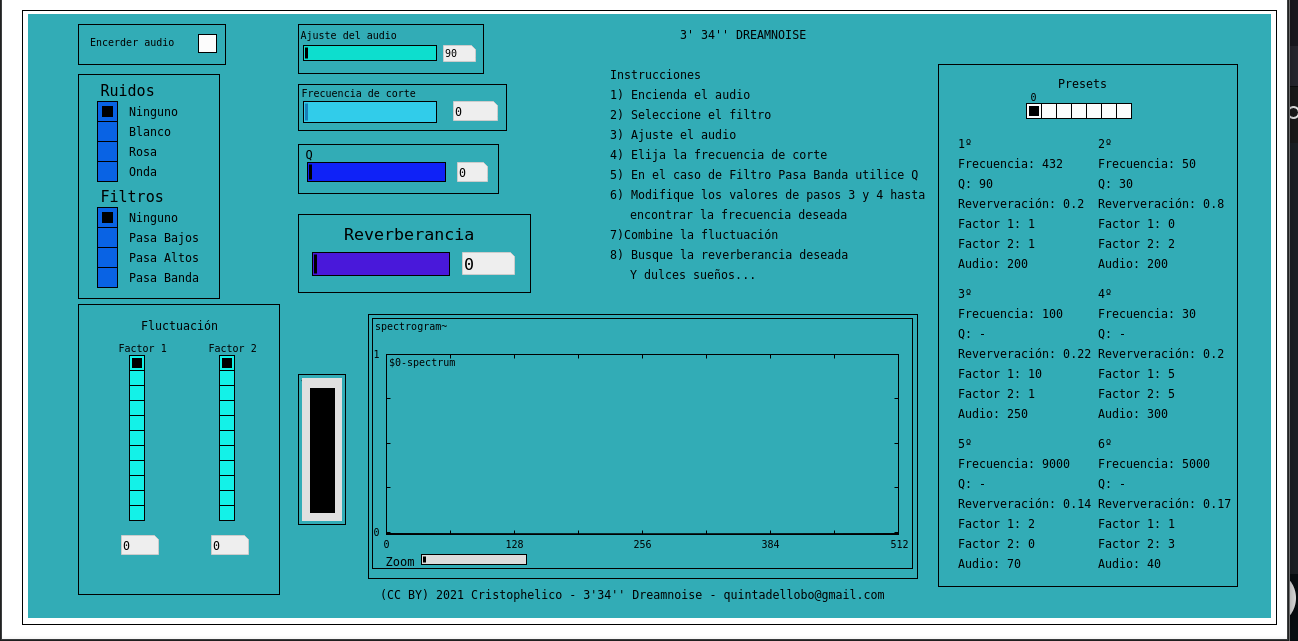 Encerder audio
Ruidos
Ninguno
Blanco
Rosa
Onda
Filtros
Ninguno
Pasa Bajos
Pasa Altos
Pasa Banda
Ajuste del audio
90
Frecuencia de corte
0
Q
0
Reverberancia
0
3' 34'' DREAMNOISE
Instrucciones
1) Encienda el audio
2) Seleccione el filtro
3) Ajuste el audio
4) Elija la frecuencia de corte
5) En el caso de Filtro Pasa Banda utilice Q
6) Modifique los valores de pasos 3 y 4 hasta
encontrar la frecuencia deseada
7)Combine la fluctuación
8) Busque la reverberancia deseada
Y dulces sueños...
Fluctuación
Factor 1 Factor 2
0 0
spectrogram~
1
$0-spectrum
0
0 128 256 384 512
Zoom
Presets
0
1º
Frecuencia: 432
Q: 90
Reververación: 0.2
Factor 1: 1
Factor 2: 1
Audio: 200
2º
Frecuencia: 50
Q: 30
Reververación: 0.8
Factor 1: 0
Factor 2: 2
Audio: 200
3º
Frecuencia: 100
Q: -
Reververación: 0.22
Factor 1: 10
Factor 2: 1
Audio: 250
4º
Frecuencia: 30
Q: -
Reververación: 0.2
Factor 1: 5
Factor 2: 5
Audio: 300
5º
Frecuencia: 9000
Q: -
Reververación: 0.14
Factor 1: 2
Factor 2: 0
Audio: 70
6º
Frecuencia: 5000
Q: -
Reververación: 0.17
Factor 1: 1
Factor 2: 3
Audio: 40
(CC BY) 2021 Cristophelico - 3'34'' Dreamnoise - quintadellobo@gmail.com